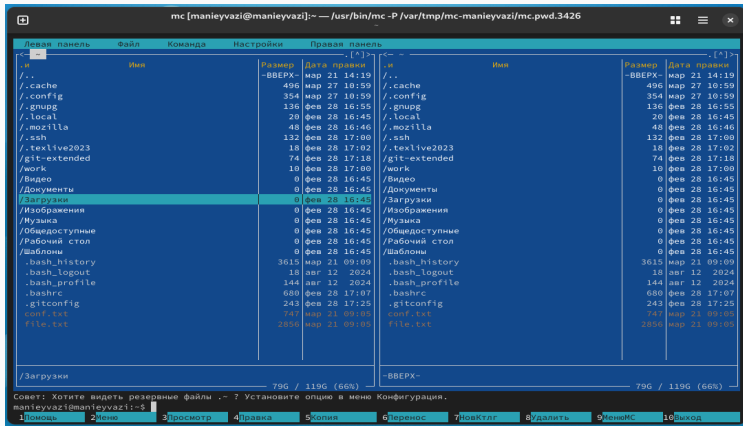 mc [manieyvazi@manieyvazi]:~ — /usr/bin/mc -P /var/tmp/mc-manieyvazi/mc.pwd.3426
~
Левая панель Файл Команда Настройки Правая панель
<— ~ .[^]> <— ~ .[^]>
.и Имя Размер Дата правки .и Имя Размер Дата правки
/.. -ВВЕРХ- мар 21 14:19 /.. -ВВЕРХ- мар 21 14:19
/.cache 496 мар 27 10:59 /.cache 496 мар 27 10:59
/.config 354 мар 27 10:59 /.config 354 мар 27 10:59
/.gnupg 136 фев 28 16:55 /.gnupg 136 фев 28 16:55
/.local 20 фев 28 16:45 /.local 20 фев 28 16:45
/.mozilla 48 фев 28 16:46 /.mozilla 48 фев 28 16:46
/.ssh 132 фев 28 17:00 /.ssh 132 фев 28 17:00
/.texlive2023 18 фев 28 17:02 /.texlive2023 18 фев 28 17:02
/git-extended 74 фев 28 17:18 /git-extended 74 фев 28 17:18
/work 10 фев 28 17:00 /work 10 фев 28 17:00
/Видео 0 фев 28 16:45 /Видео 0 фев 28 16:45
/Документы 0 фев 28 16:45 /Документы 0 фев 28 16:45
/Загрузки 0 фев 28 16:45 /Загрузки 0 фев 28 16:45
/Изображения 0 фев 28 16:45 /Изображения 0 фев 28 16:45
/Музыка 0 фев 28 16:45 /Музыка 0 фев 28 16:45
/Общедоступные 0 фев 28 16:45 /Общедоступные 0 фев 28 16:45
/Рабочий стол 0 фев 28 16:45 /Рабочий стол 0 фев 28 16:45
/Шаблоны 0 фев 28 16:45 /Шаблоны 0 фев 28 16:45
.bash_history 3615 мар 21 09:09 .bash_history 3615 мар 21 09:09
.bash_logout 18 авг 12 2024 .bash_logout 18 авг 12 2024
.bash_profile 144 авг 12 2024 .bash_profile 144 авг 12 2024
.bashrc 680 фев 28 17:07 .bashrc 680 фев 28 17:07
.gitconfig 243 фев 28 17:25 .gitconfig 243 фев 28 17:25
conf.txt 747 мар 21 09:05 conf.txt 747 мар 21 09:05
file.txt 2856 мар 21 09:05 file.txt 2856 мар 21 09:05
/Загрузки -ВВЕРХ-
79G / 119G (66%) 79G / 119G (66%)
Совет: Хотите видеть резервные файлы .~ ? Установите опцию в меню Конфигурация.
manieyvazi@manieyvazi:~$
1Помощь 2Меню 3Просмотр 4Правка 5Копия 6Перенос 7НовКтлг 8Удалить 9МенюMC 10Выход